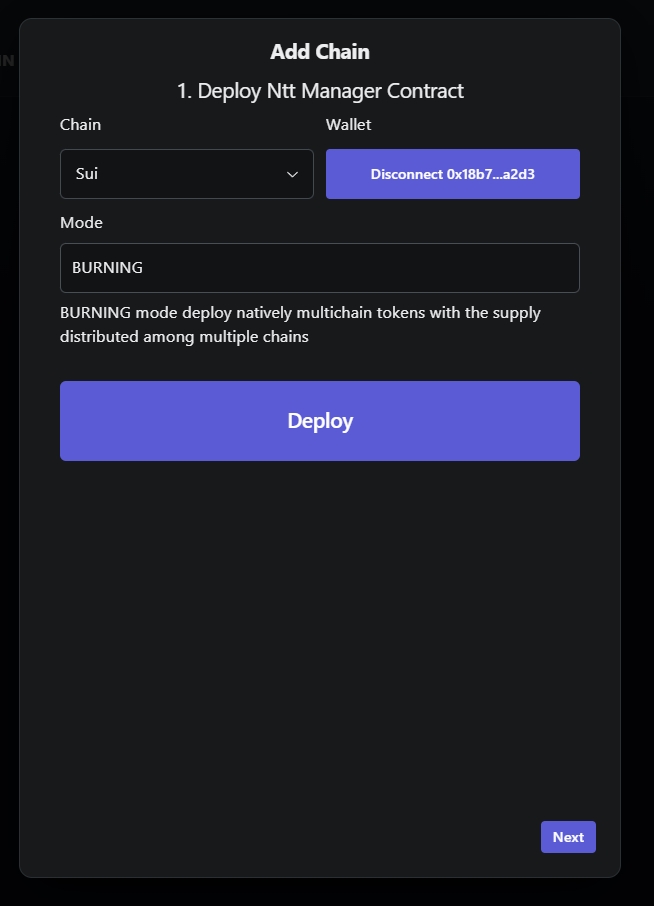 Add Chain
1. Deploy Ntt Manager Contract
Chain
Wallet
Sui
Disconnect 0x18b7...a2d3
Mode
BURNING
BURNING mode deploy natively multichain tokens with the supply
distributed among multiple chains
Deploy
Next